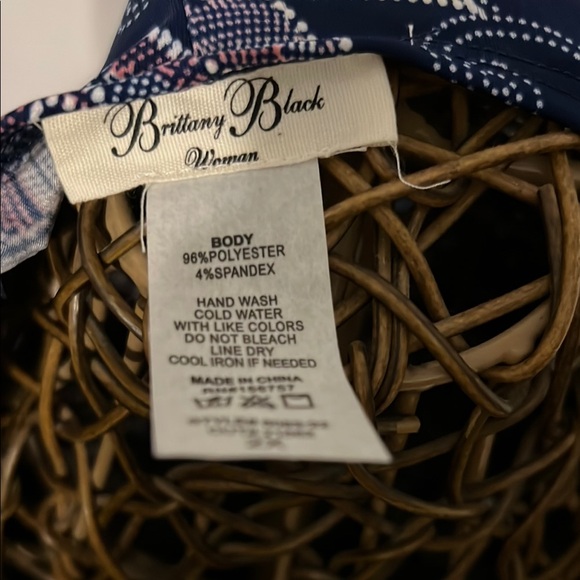 Brittany Black
Woman
BODY
96%POLYESTER
4%SPANDEX
HAND WASH
COLD WATER
WITH LIKE COLORS
DO NOT BLEACH
LINE DRY
COOL IRON IF NEEDED
MADE IN CHINA
2X